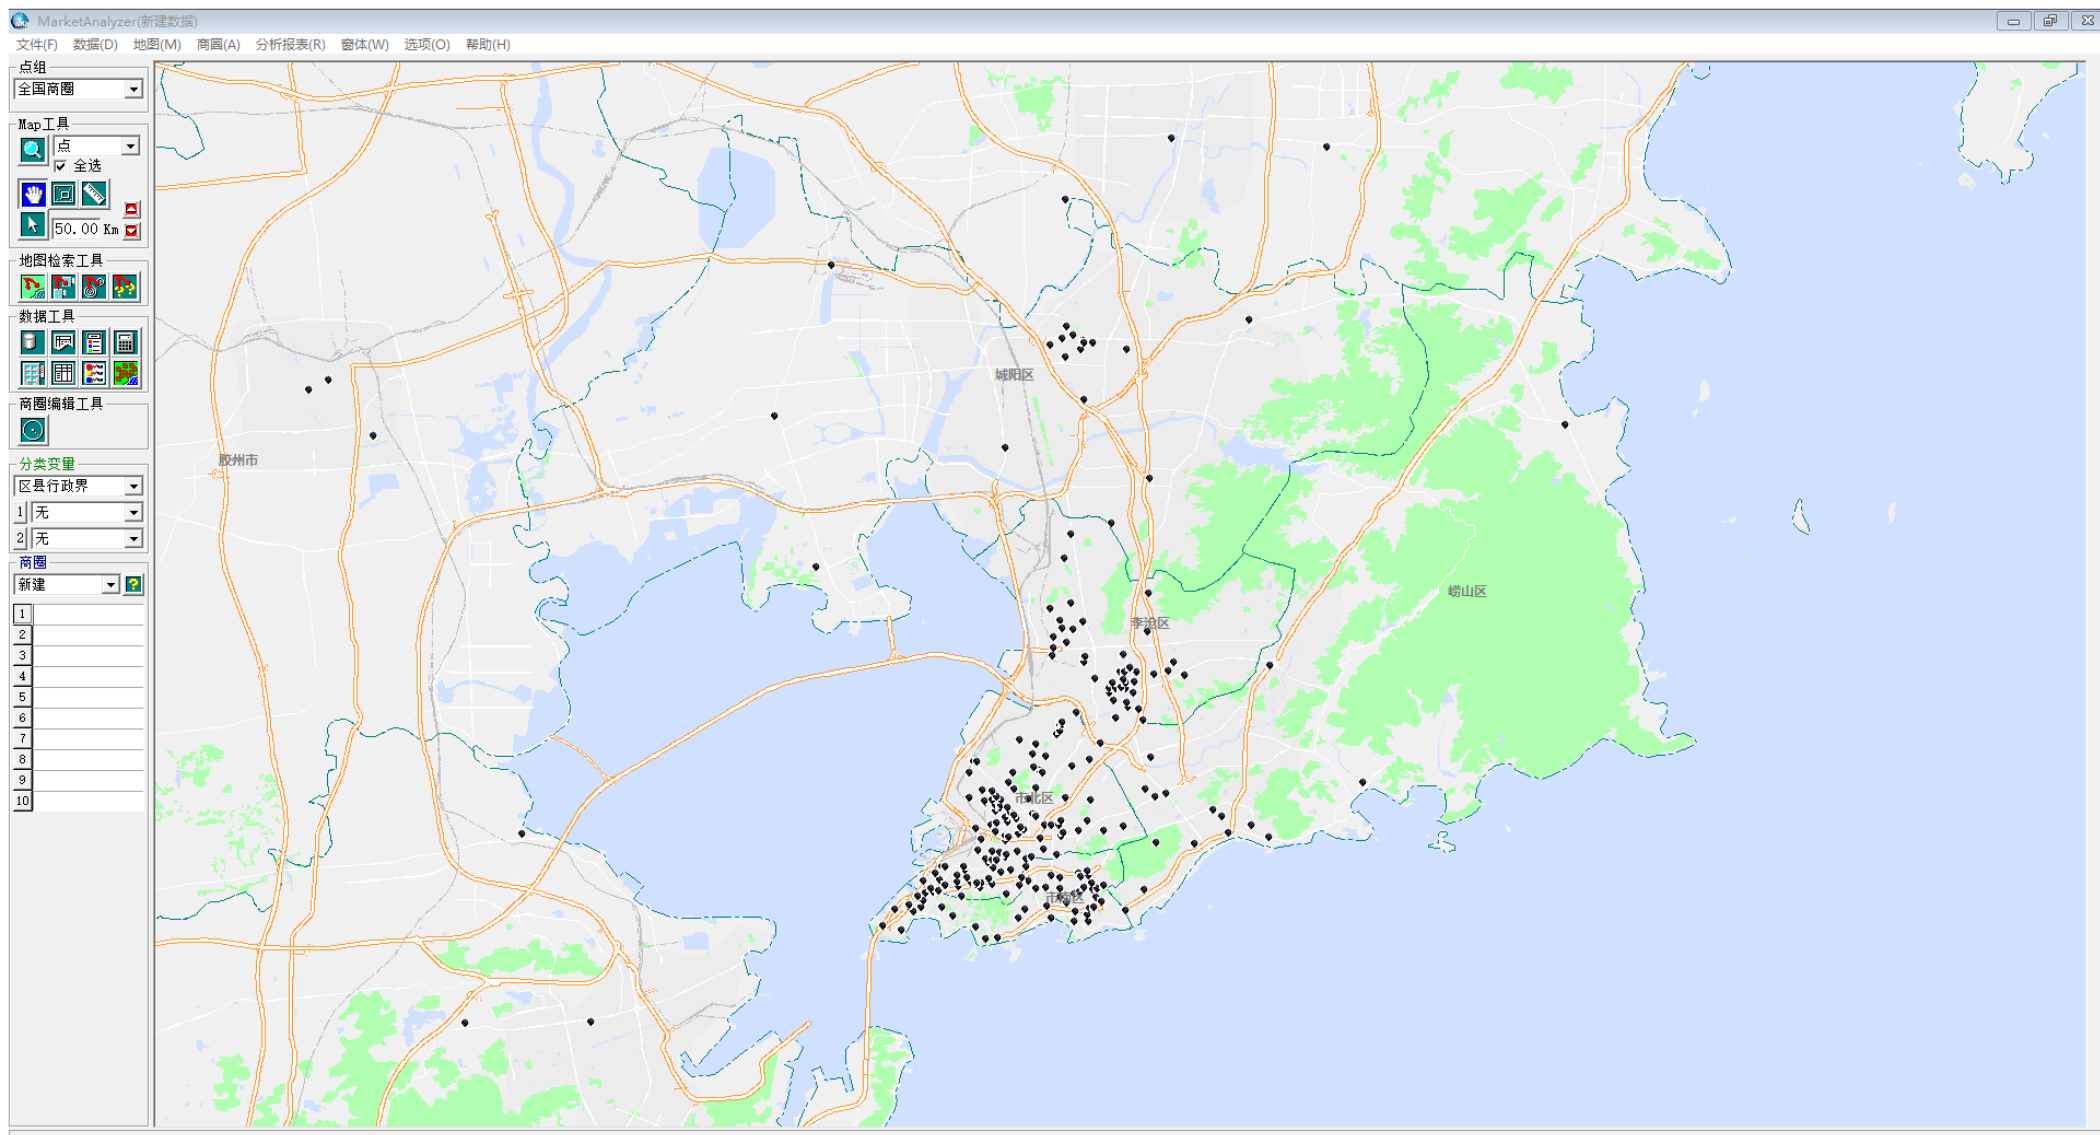 MarketAnalyzer(新建数据)
文件(F) 数据(D) 地图(M) 商圈(A) 分析报表(R) 窗体(W) 选项(O) 帮助(H)
点组
全国商圈
Map工具
点
全选
50.00 Km
地图检索工具
数据工具
商圈编辑工具
分类变量
区县行政界
1 无
2 无
商圈
新建
1
2
3
4
5
6
7
8
9
10
城阳区
胶州市
崂山区
李沧区
市北区
市南区